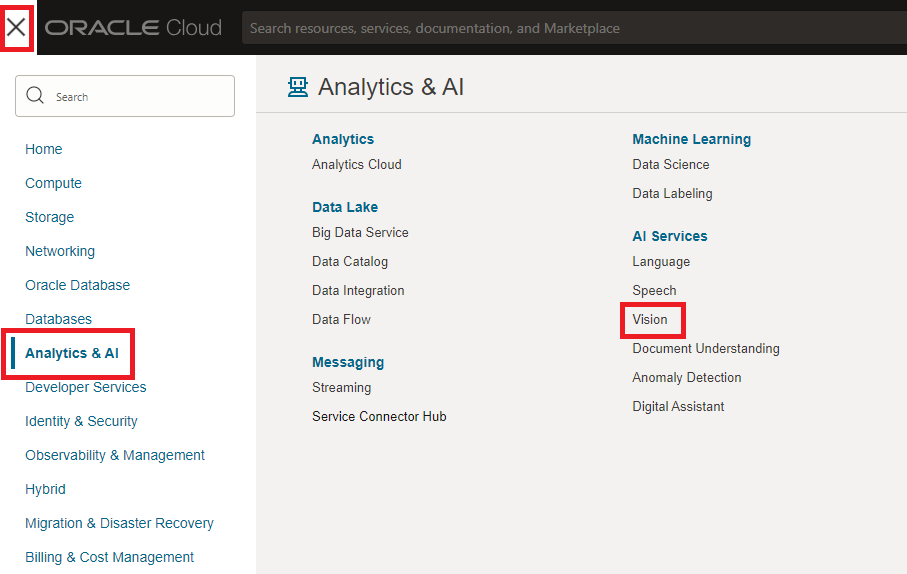 ORACLE Cloud
Search resources, services, documentation, and Marketplace
Search
Home
Compute
Storage
Networking
Oracle Database
Databases
Analytics & AI
Developer Services
Identity & Security
Observability & Management
Hybrid
Migration & Disaster Recovery
Billing & Cost Management
Analytics & AI
Analytics
Analytics Cloud
Data Lake
Big Data Service
Data Catalog
Data Integration
Data Flow
Messaging
Streaming
Service Connector Hub
Machine Learning
Data Science
Data Labeling
AI Services
Language
Speech
Vision
Document Understanding
Anomaly Detection
Digital Assistant